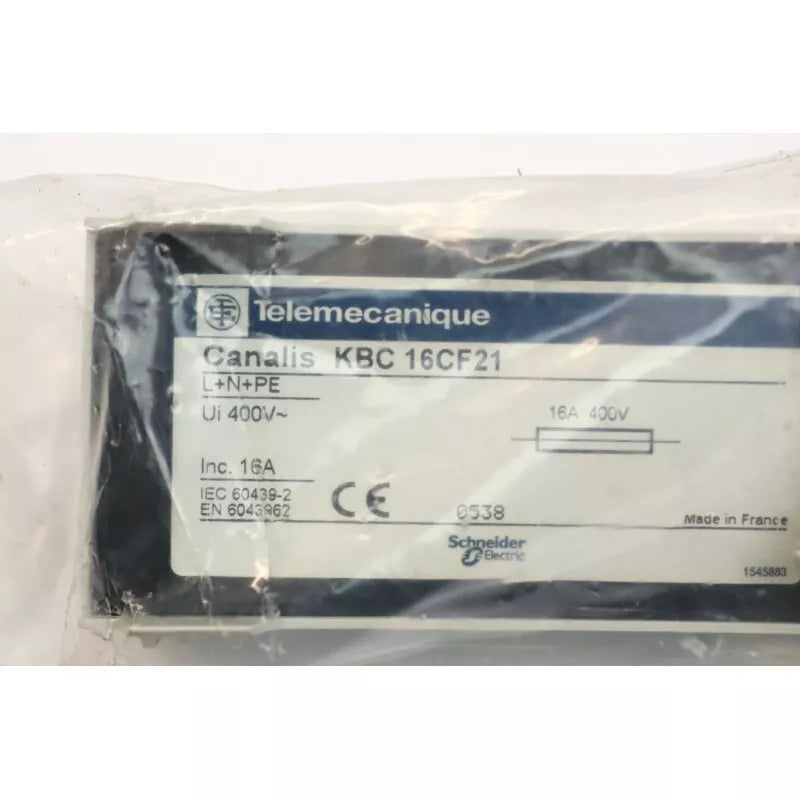 Telemecanique
Canalis KBC 16CF21
L+N+PE
Ui 400V~
16A 400V
Inc. 16A
IEC 60439-2
EN 6043962
CE
0538
Made in France
Schneider
Electric
1545883